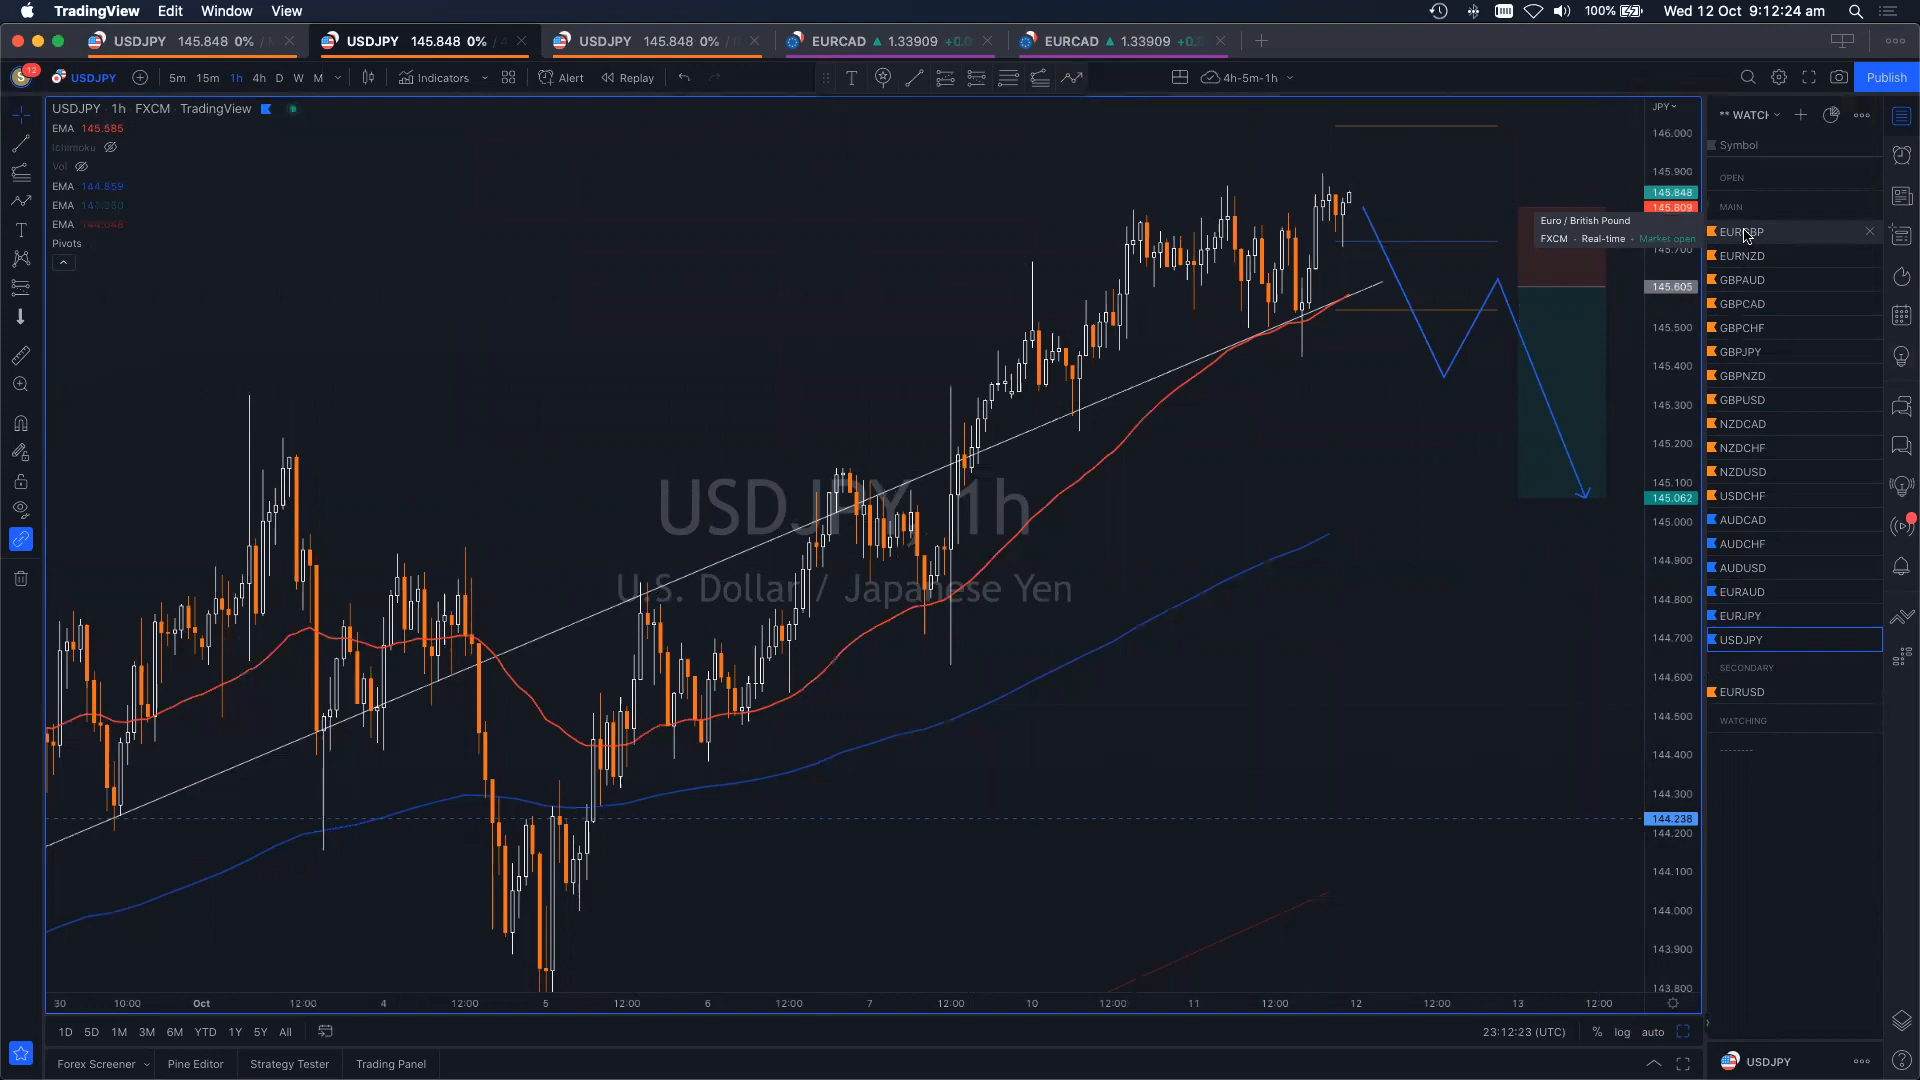 TradingView Edit Window View
100% Wed 12 Oct 9:12:24 am
USDJPY 145.848 0%
USDJPY 145.848 0%
USDJPY 145.848 0%
EURCAD 1.33909
EURCAD 1.33909
12
USDJPY 5m 15m 1h 4h D W M Indicators Alert Replay 4h-5m-1h Publish
USDJPY 1h FXCM TradingView
EMA 145.585
Ichimoku
Vol
EMA 144.859
EMA
EMA
Pivots
USDJPY, 1h
U.S. Dollar / Japanese Yen
JPY
146.000
145.900
145.848
145.809
145.700
145.605
145.500
145.400
145.300
145.200
145.100
145.062
145.000
144.900
144.800
144.700
144.600
144.500
144.400
144.300
144.238
144.200
144.100
144.000
143.900
143.800
Euro / British Pound
FXCM · Real-time · Market open
** WATCH
Symbol
OPEN
MAIN
EURGBP
EURNZD
GBPAUD
GBPCAD
GBPCHF
GBPJPY
GBPNZD
GBPUSD
NZDCAD
NZDCHF
NZDUSD
USDCHF
AUDCAD
AUDCHF
AUDUSD
EURAUD
EURJPY
USDJPY
SECONDARY
EURUSD
WATCHING
--------
30 10:00 Oct 12:00 4 12:00 5 12:00 6 12:00 7 12:00 10 12:00 11 12:00 12 12:00 13 12:00
1D 5D 1M 3M 6M YTD 1Y 5Y All 23:12:23 (UTC) % log auto
Forex Screener Pine Editor Strategy Tester Trading Panel
USDJPY